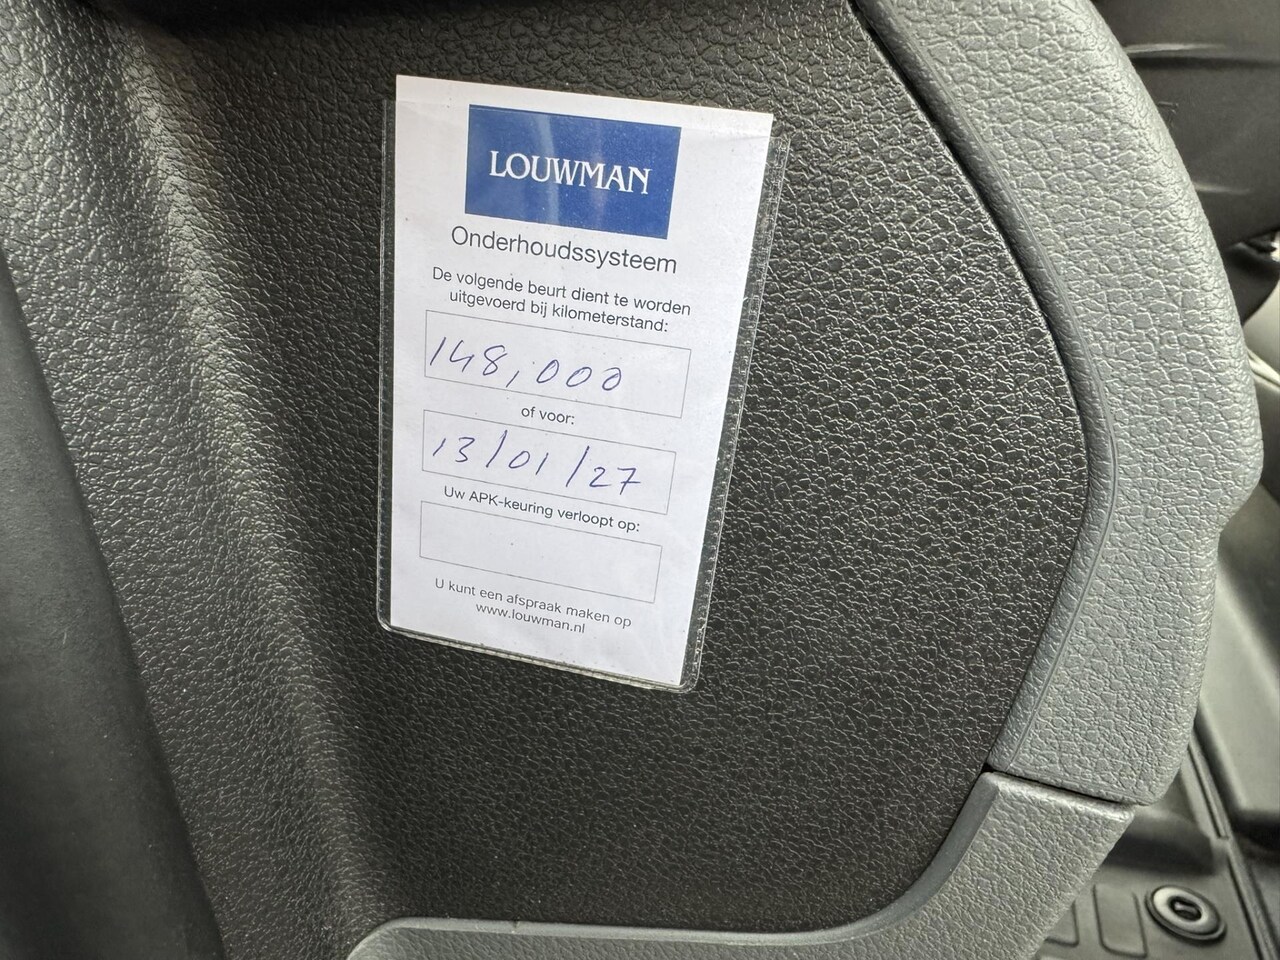 LOUWMAN
Onderhoudssysteem
De volgende beurt dient te worden
uitgevoerd bij kilometerstand:
148,000
of voor:
13/01/27
Uw APK-keuring verloopt op:
U kunt een afspraak maken op
www.louwman.nl